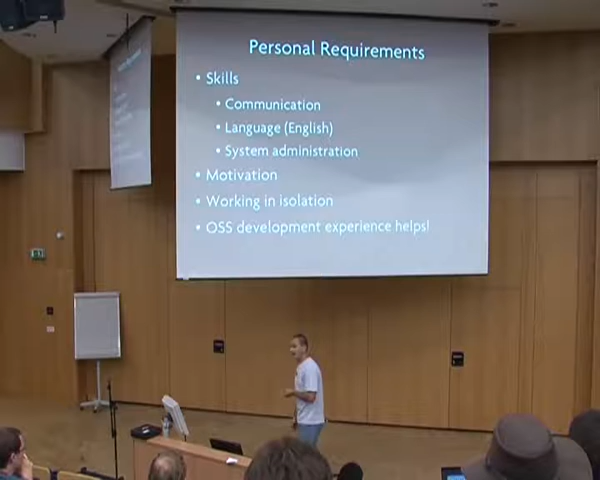 Personal Requirements
• Skills
• Communication
• Language (English)
• System administration
• Motivation
• Working in isolation
• OSS development experience helps!